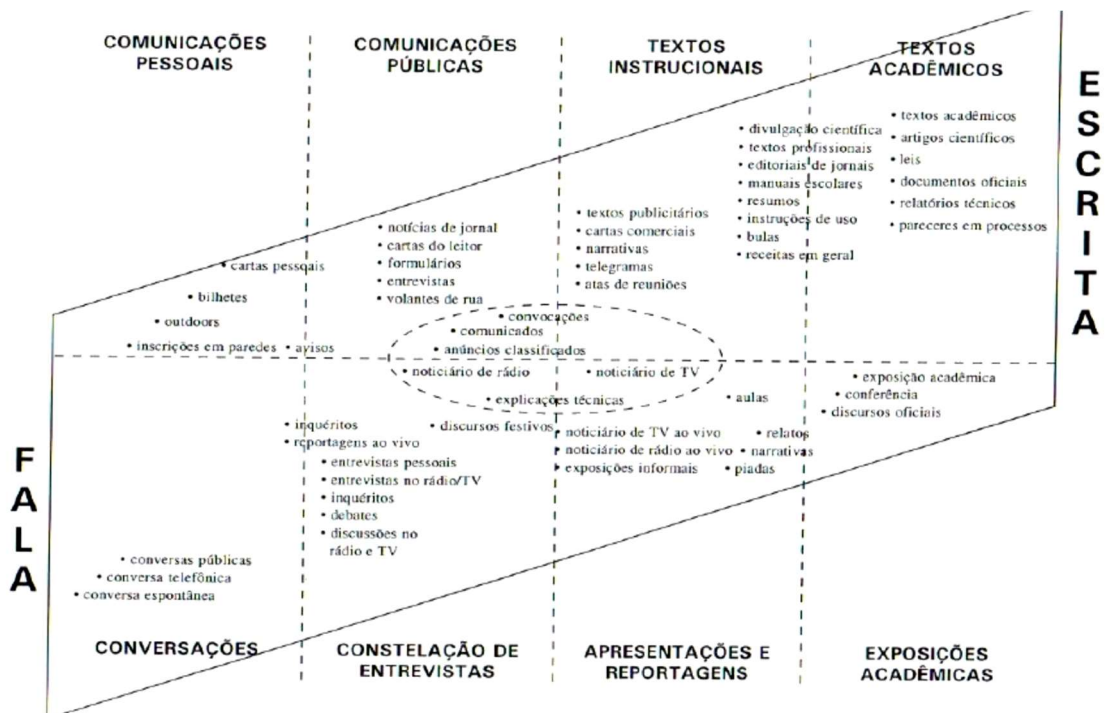 COMUNICAÇÕES
PESSOAIS
COMUNICAÇÕES
PÚBLICAS
TEXTOS
INSTRUCIONAIS
TEXTOS
ACADÊMICOS
ESCRITA
• cartas pessoais
• bilhetes
• outdoors
• inscrições em paredes • avisos
• notícias de jornal
• cartas do leitor
• formulários
• entrevistas
• volantes de rua
• convocações
• comunicados
• anúncios classificados
• textos publicitários
• cartas comerciais
• narrativas
• telegramas
• atas de reuniões
• divulgação científica
• textos profissionais
• editoriais de jornais
• manuais escolares
• resumos
• instruções de uso
• bulas
• receitas em geral
• textos acadêmicos
• artigos científicos
• leis
• documentos oficiais
• relatórios técnicos
• pareceres em processos
• noticiário de rádio
• noticiário de TV
• explicações técnicas
FALA
• inquéritos
• reportagens ao vivo
• entrevistas pessoais
• entrevistas no rádio/TV
• inquéritos
• debates
• discussões no
rádio e TV
• discursos festivos
• conversas públicas
• conversa telefônica
• conversa espontânea
• aulas
• noticiário de TV ao vivo • relatos
• noticiário de rádio ao vivo • narrativas
• exposições informais • piadas
• exposição acadêmica
• conferência
• discursos oficiais
CONVERSAÇÕES
CONSTELAÇÃO DE
ENTREVISTAS
APRESENTAÇÕES E
REPORTAGENS
EXPOSIÇÕES
ACADÊMICAS